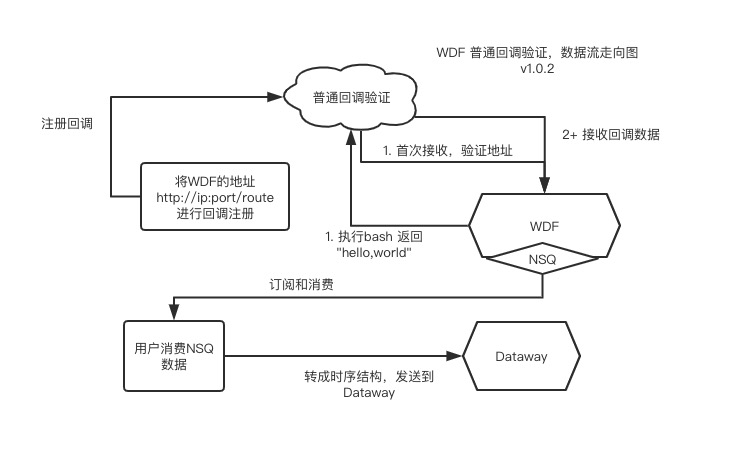 WDF 普通回调验证，数据流走向图
v1.0.2
普通回调验证
注册回调
2+ 接收回调数据
1. 首次接收，验证地址
将WDF的地址
http://ip:port/route
进行回调注册
WDF
1. 执行bash 返回
"hello,world"
NSQ
订阅和消费
用户消费NSQ
数据
Dataway
转成时序结构，发送到
Dataway